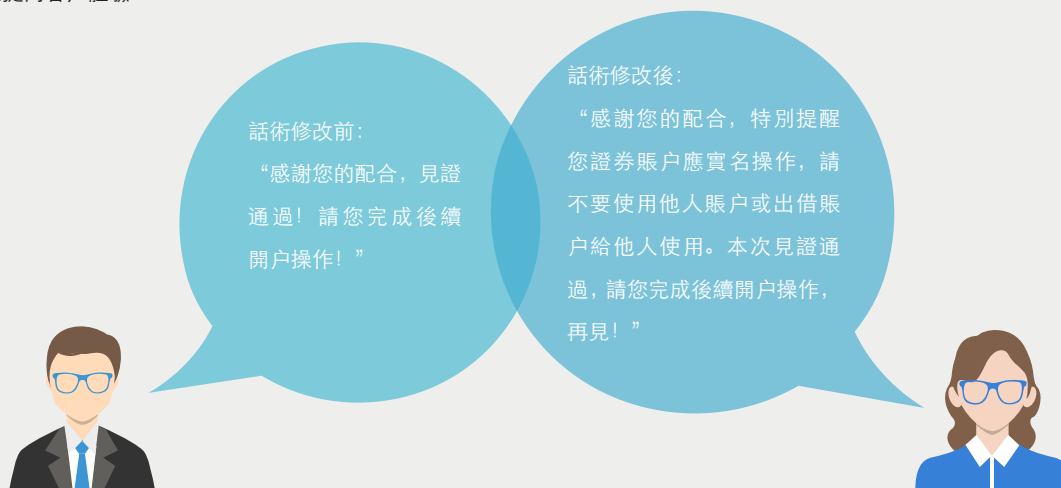 話術修改前：
“感謝您的配合，見證
通過！請您完成後續
開户操作！”
話術修改後：
“感謝您的配合，特別提醒
您證券賬户應實名操作，請
不要使用他人賬户或出借賬
户給他人使用。本次見證通
過，請您完成後續開户操作，
再見！”